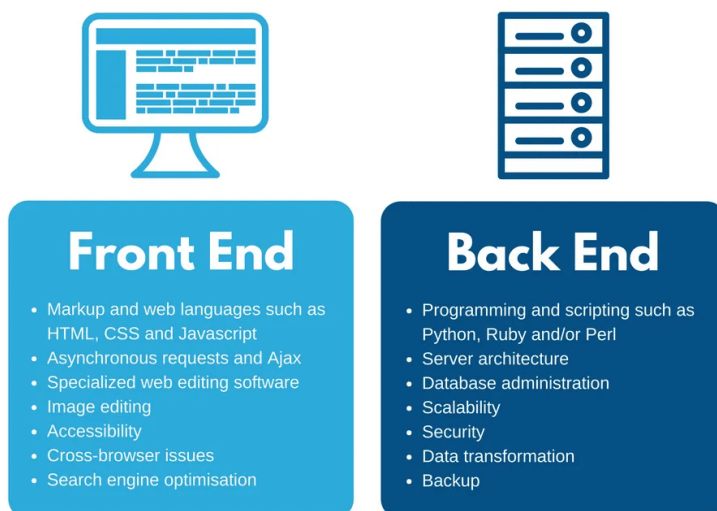 Front End
Markup and web languages such as
HTML, CSS and Javascript
Asynchronous requests and Ajax
Specialized web editing software
Image editing
Accessibility
Cross-browser issues
Search engine optimisation
Back End
Programming and scripting such as
Python, Ruby and/or Perl
Server architecture
Database administration
Scalability
Security
Data transformation
Backup